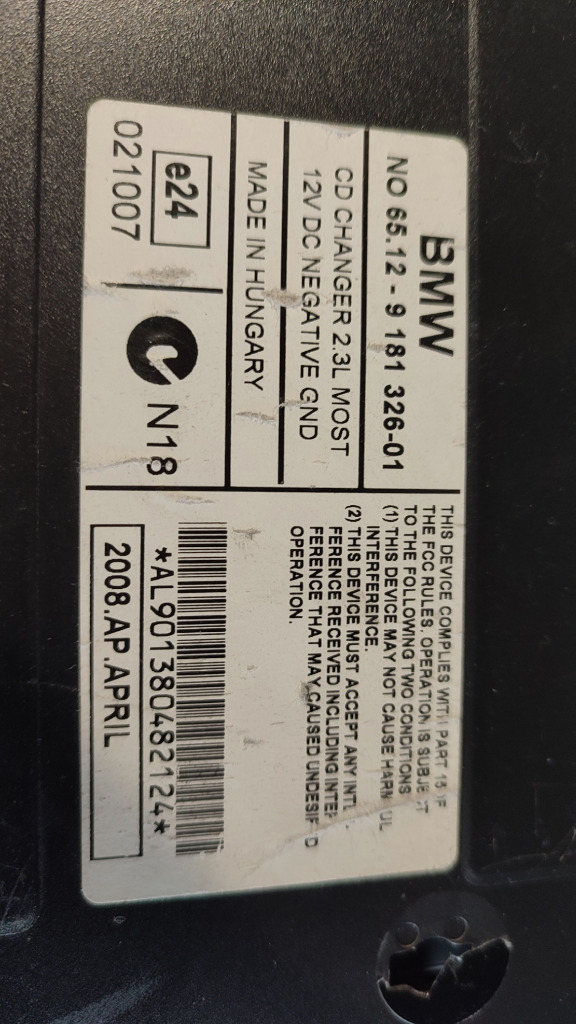 BMW
NO 65.12 - 9 181 326-01
CD CHANGER 2.3L MOST
12V DC NEGATIVE GND
MADE IN HUNGARY
e24
021007
N18
THIS DEVICE COMPLIES WITH PART 15 OF
THE FCC RULES. OPERATION IS SUBJECT
TO THE FOLLOWING TWO CONDITIONS
(1) THIS DEVICE MAY NOT CAUSE HARMFUL
INTERFERENCE.
(2) THIS DEVICE MUST ACCEPT ANY
FERENCE RECEIVED INCLUDING INTER
FERENCE THAT MAY CAUSED UNDESIRED
OPERATION.
*AL901380482124*
2008.AP.APRIL